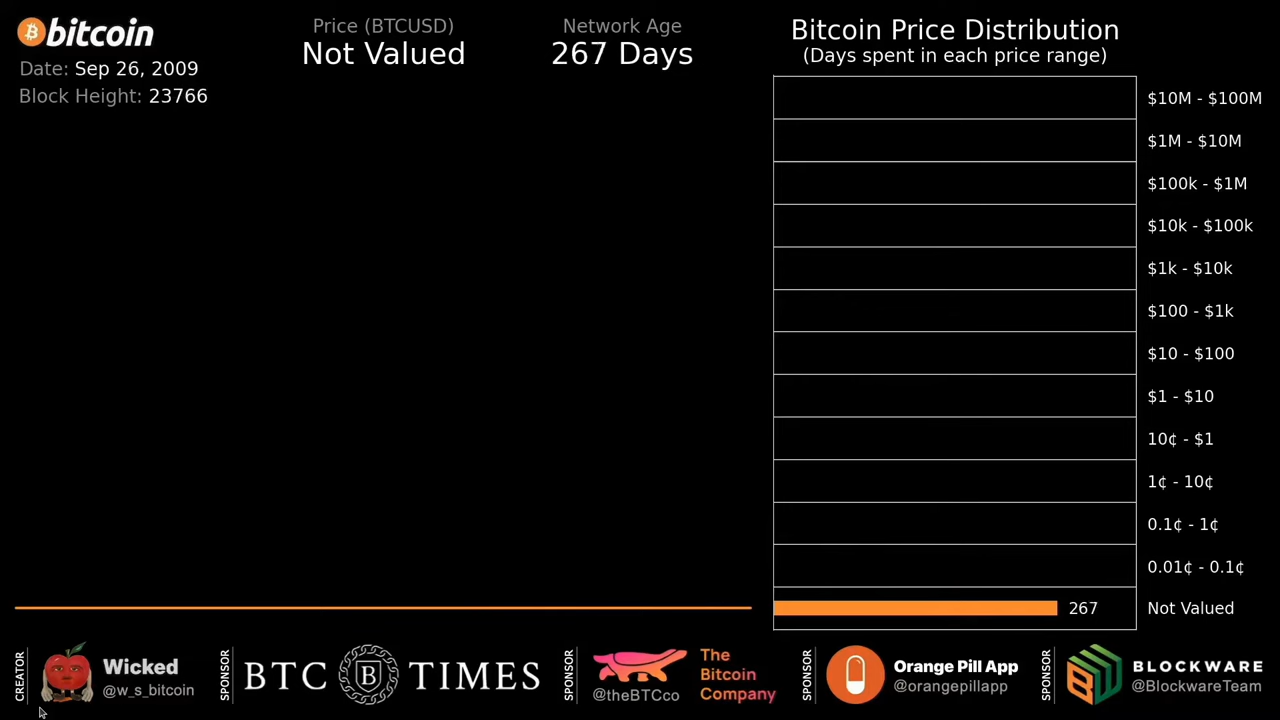 bitcoin
Date: Sep 26, 2009
Block Height: 23766
Price (BTCUSD)
Not Valued
Network Age
267 Days
Bitcoin Price Distribution
(Days spent in each price range)
$10M - $100M
$1M - $10M
$100k - $1M
$10k - $100k
$1k - $10k
$100 - $1k
$10 - $100
$1 - $10
10¢ - $1
1¢ - 10¢
0.1¢ - 1¢
0.01¢ - 0.1¢
267 Not Valued
CREATOR
Wicked
@w_s_bitcoin
SPONSOR
BTC B TIMES
SPONSOR
@theBTCco
The
Bitcoin
Company
SPONSOR
Orange Pill App
@orangepillapp
SPONSOR
BLOCKWARE
@BlockwareTeam